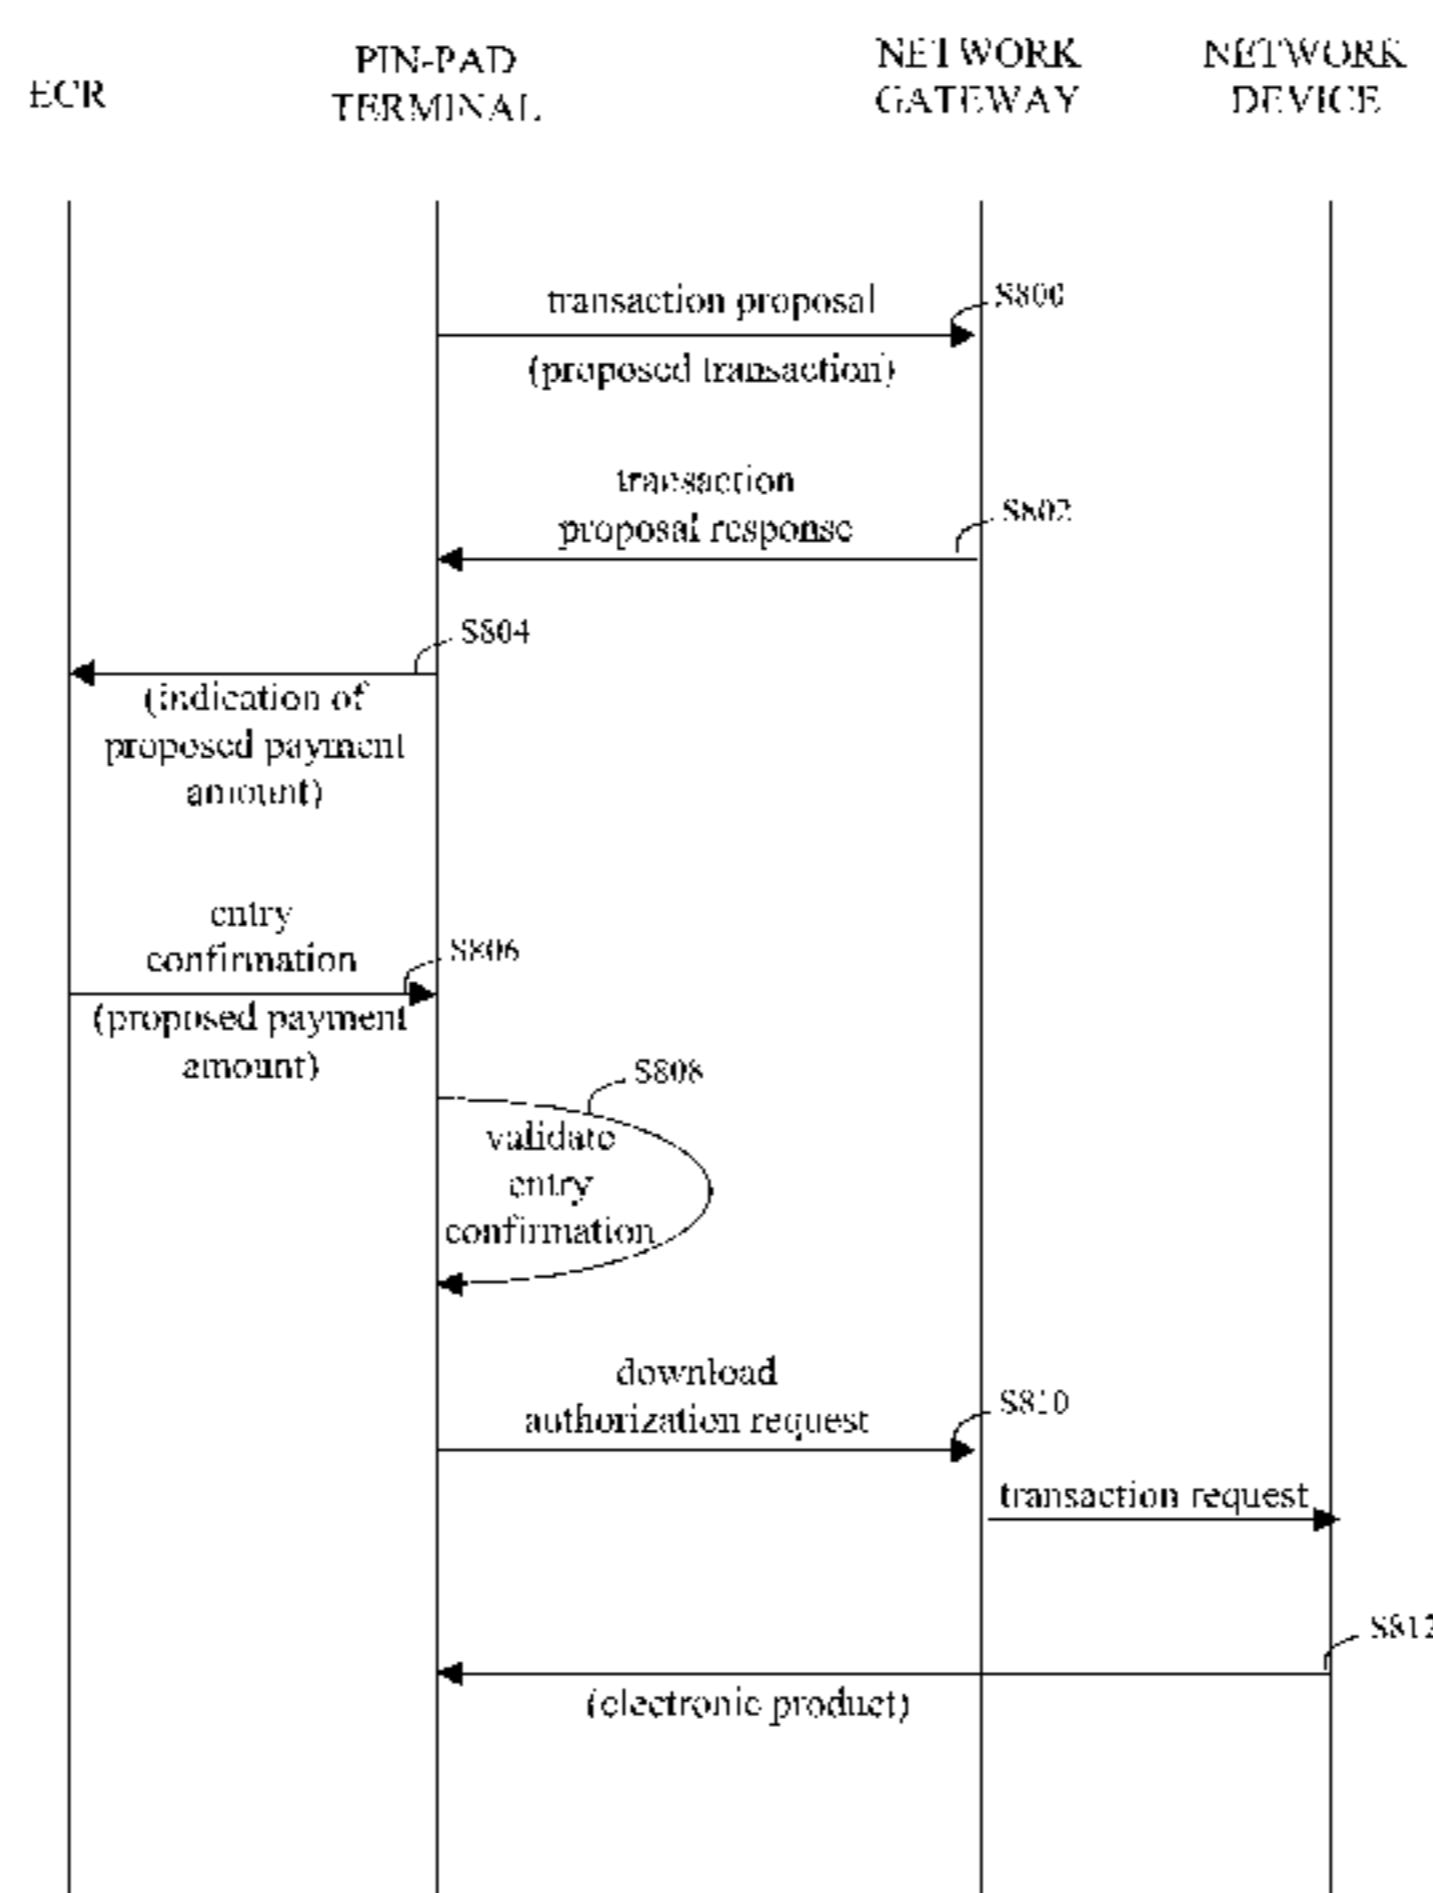 ECR
PIN-PAD
TERMINAL
NETWORK
GATEWAY
NETWORK
DEVICE
transaction proposal
S800
(proposed transaction)
transaction
proposal response
S802
S804
(indication of
proposed payment
amount)
entry
confirmation
S806
(proposed payment
amount)
S808
validate
entry
confirmation
download
authorization request
S810
transaction request
S812
(electronic product)